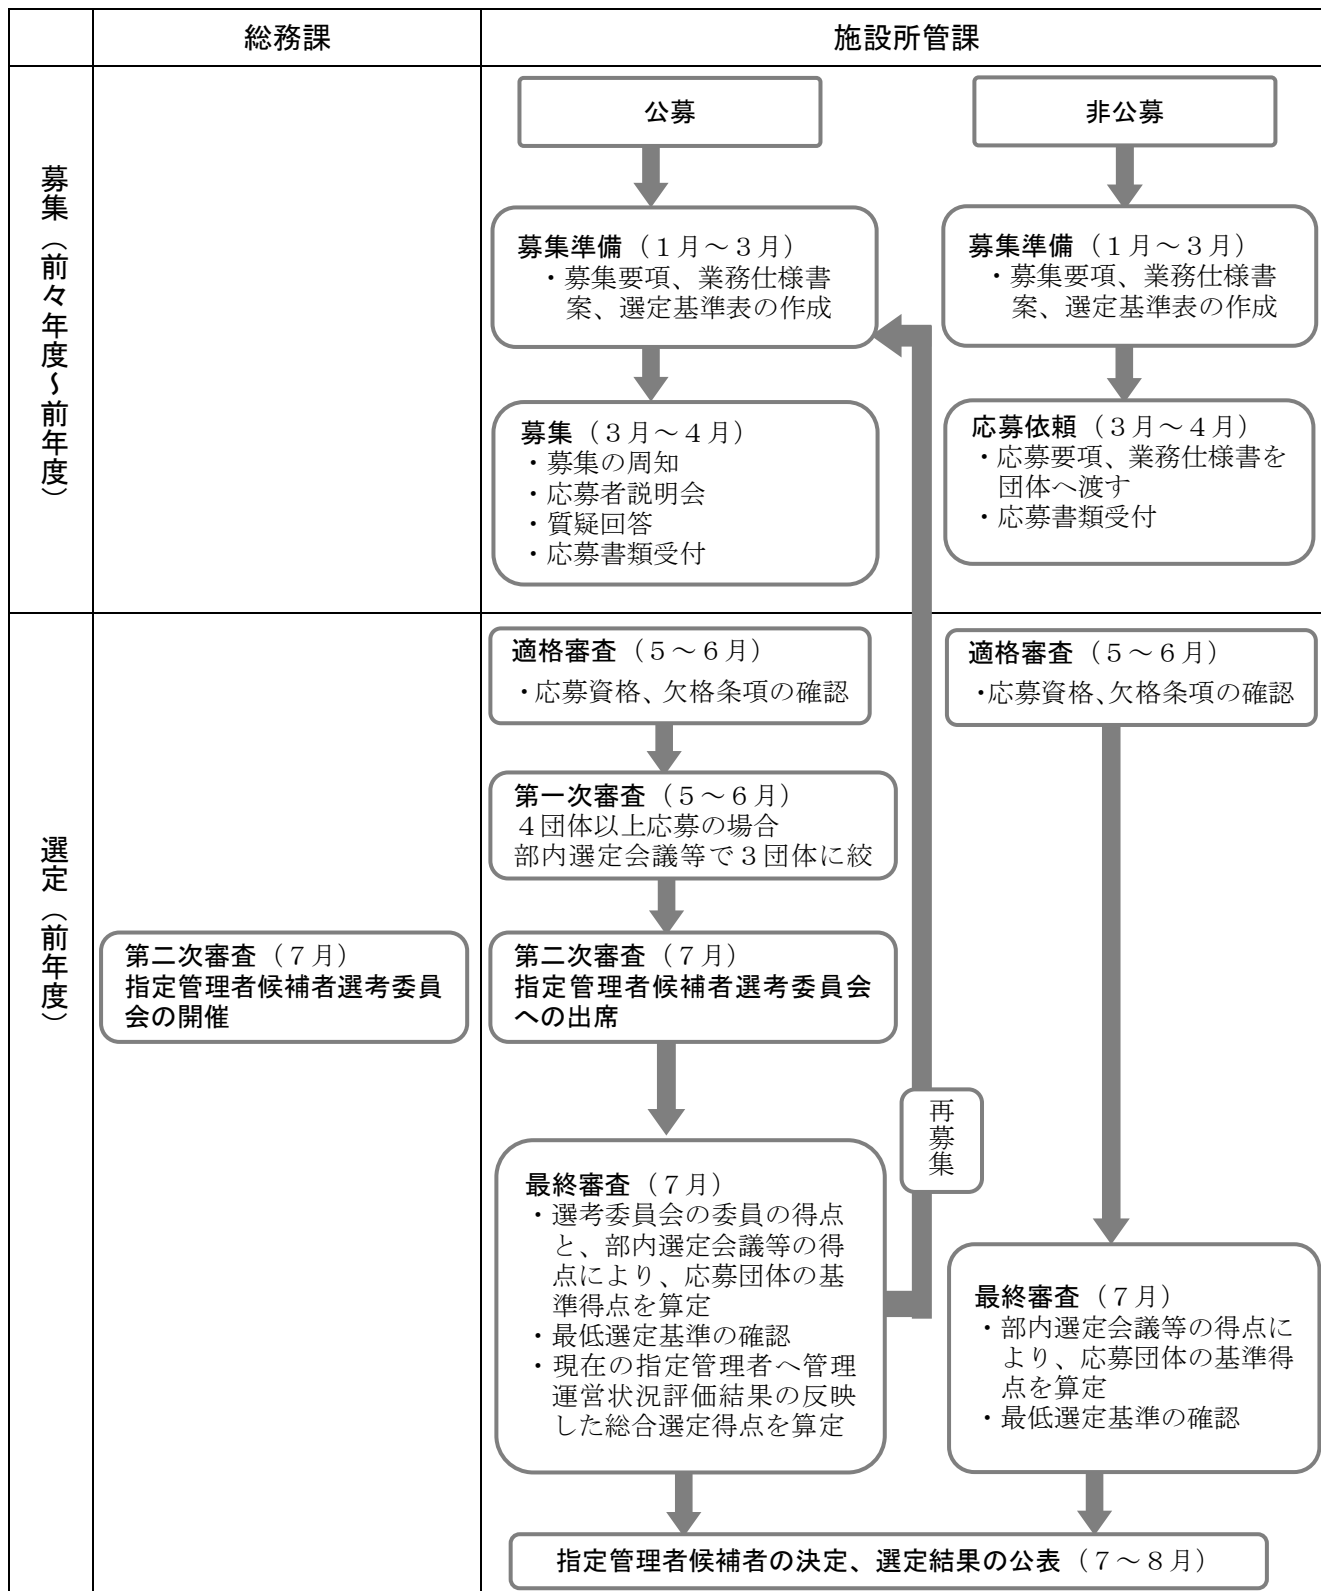 総務課
施設所管課
募集（前々年度～前年度）
公募
非公募
募集準備（１月～３月）
・募集要項、業務仕様書
案、選定基準表の作成
募集準備（１月～３月）
・募集要項、業務仕様書
案、選定基準表の作成
募集（３月～４月）
・募集の周知
・応募者説明会
・質疑回答
・応募書類受付
応募依頼（３月～４月）
・応募要項、業務仕様書を
団体へ渡す
・応募書類受付
選定（前年度）
適格審査（５～６月）
・応募資格、欠格条項の確認
適格審査（５～６月）
・応募資格、欠格条項の確認
第一次審査（５～６月）
４団体以上応募の場合
部内選定会議等で３団体に絞
第二次審査（７月）
指定管理者候補者選考委員
会の開催
第二次審査（７月）
指定管理者候補者選考委員会
への出席
再募集
最終審査（７月）
・選考委員会の委員の得点
と、部内選定会議等の得
点により、応募団体の基
準得点を算定
・最低選定基準の確認
・現在の指定管理者へ管理
運営状況評価結果の反映
した総合選定得点を算定
最終審査（７月）
・部内選定会議等の得点に
より、応募団体の基準得
点を算定
・最低選定基準の確認
指定管理者候補者の決定、選定結果の公表（７～８月）